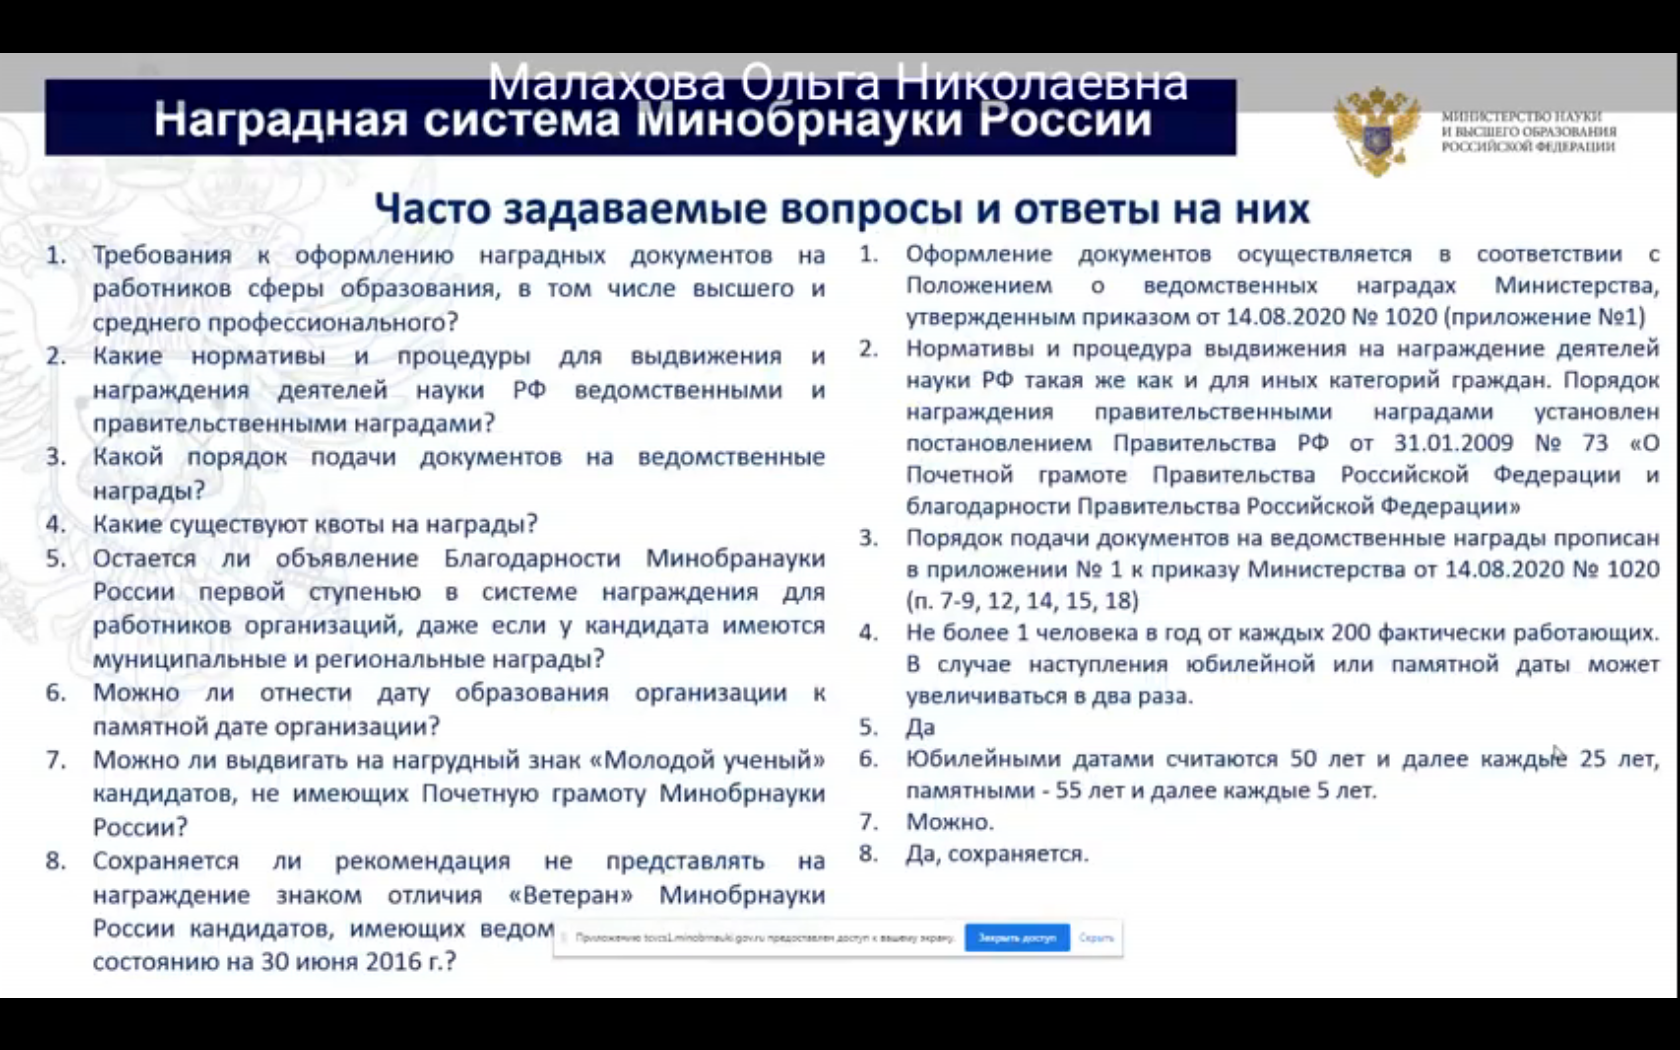 Малахова Ольга Николаевна
Наградная система Минобрнауки России
МИНИСТЕРСТВО НАУКИ
И ВЫСШЕГО ОБРАЗОВАНИЯ
РОССИЙСКОЙ ФЕДЕРАЦИИ
Часто задаваемые вопросы и ответы на них
1. Требования к оформлению наградных документов на
работников сферы образования, в том числе высшего и
среднего профессионального?
2. Какие нормативы и процедуры для выдвижения и
награждения деятелей науки РФ ведомственными и
правительственными наградами?
3. Какой порядок подачи документов на ведомственные
награды?
4. Какие существуют квоты на награды?
5. Остается ли объявление Благодарности Минобранауки
России первой ступенью в системе награждения для
работников организаций, даже если у кандидата имеются
муниципальные и региональные награды?
6. Можно ли отнести дату образования организации к
памятной дате организации?
7. Можно ли выдвигать на нагрудный знак «Молодой ученый»
кандидатов, не имеющих Почетную грамоту Минобрнауки
России?
8. Сохраняется ли рекомендация не представлять на
награждение знаком отличия «Ветеран» Минобрнауки
России кандидатов, имеющих ведом
состоянию на 30 июня 2016 г.?
1. Оформление документов осуществляется в соответствии с
Положением о ведомственных наградах Министерства,
утвержденным приказом от 14.08.2020 № 1020 (приложение №1)
2. Нормативы и процедура выдвижения на награждение деятелей
науки РФ такая же как и для иных категорий граждан. Порядок
награждения правительственными наградами установлен
постановлением Правительства РФ от 31.01.2009 № 73 «О
Почетной грамоте Правительства Российской Федерации и
благодарности Правительства Российской Федерации»
3. Порядок подачи документов на ведомственные награды прописан
в приложении № 1 к приказу Министерства от 14.08.2020 № 1020
(п. 7-9, 12, 14, 15, 18)
4. Не более 1 человека в год от каждых 200 фактически работающих.
В случае наступления юбилейной или памятной даты может
увеличиваться в два раза.
5. Да
6. Юбилейными датами считаются 50 лет и далее каждые 25 лет,
памятными - 55 лет и далее каждые 5 лет.
7. Можно.
8. Да, сохраняется.
Приложению minobrnauki.gov.ru предоставлен доступ к вашему экрану.
Закрыть доступ
Скрыть